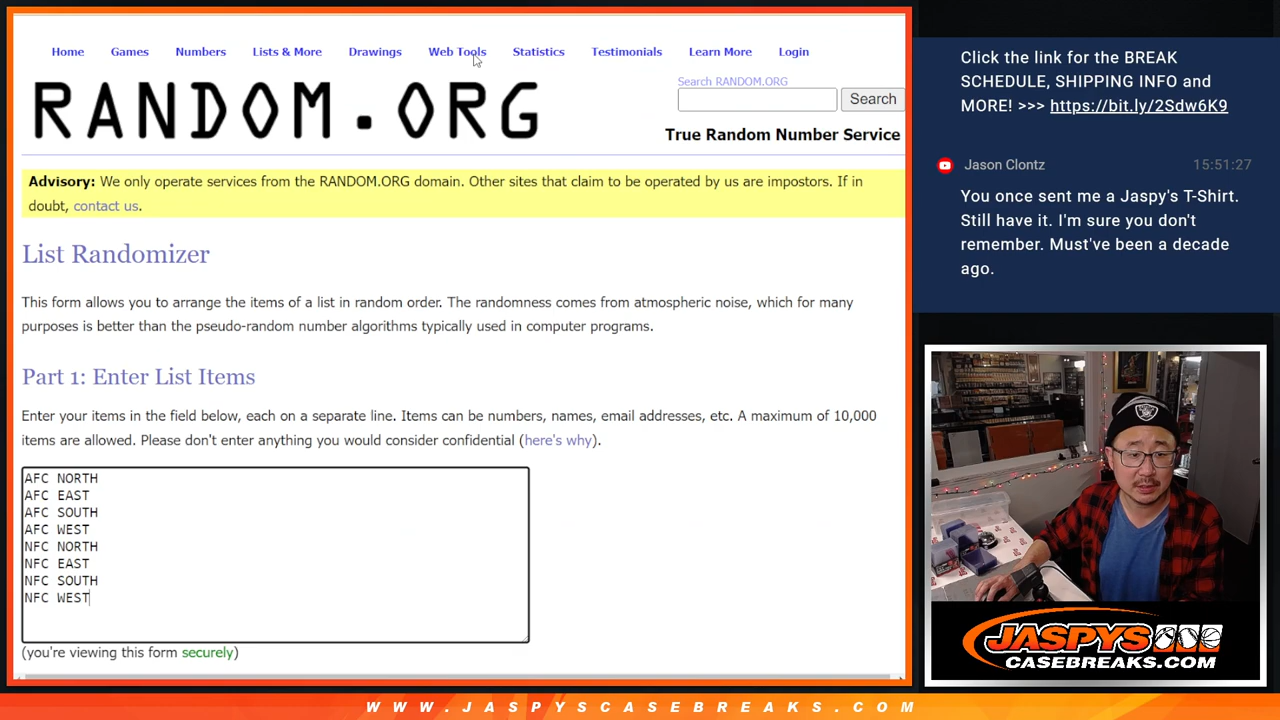 Home Games Numbers Lists & More Drawings Web Tools Statistics Testimonials Learn More Login
RANDOM.ORG
Search RANDOM.ORG
Search
True Random Number Service
Advisory: We only operate services from the RANDOM.ORG domain. Other sites that claim to be operated by us are impostors. If in
doubt, contact us.
List Randomizer
This form allows you to arrange the items of a list in random order. The randomness comes from atmospheric noise, which for many
purposes is better than the pseudo-random number algorithms typically used in computer programs.
Part 1: Enter List Items
Enter your items in the field below, each on a separate line. Items can be numbers, names, email addresses, etc. A maximum of 10,000
items are allowed. Please don't enter anything you would consider confidential (here's why).
AFC NORTH
AFC EAST
AFC SOUTH
AFC WEST
NFC NORTH
NFC EAST
NFC SOUTH
NFC WEST
(you're viewing this form securely)
Click the link for the BREAK
SCHEDULE, SHIPPING INFO and
MORE! >>> https://bit.ly/2Sdw6K9
Jason Clontz 15:51:27
You once sent me a Jaspy's T-Shirt.
Still have it. I'm sure you don't
remember. Must've been a decade
ago.
JASPYS
CASEBREAKS.COM
WWW.JASPYSCASEBREAKS.COM